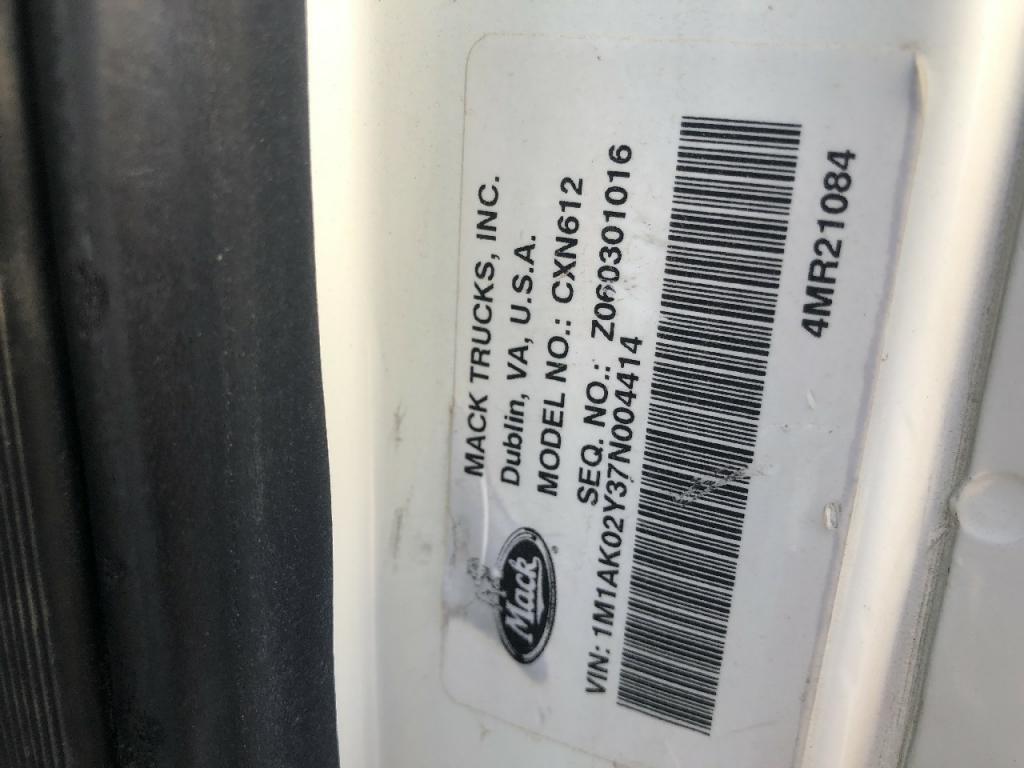 MACK TRUCKS, INC.
Dublin, VA, U.S.A.
MODEL NO.: CXN612
SEQ. NO.: Z060301016
Mack
VIN: 1M1AK02Y37N004414
4MR21084